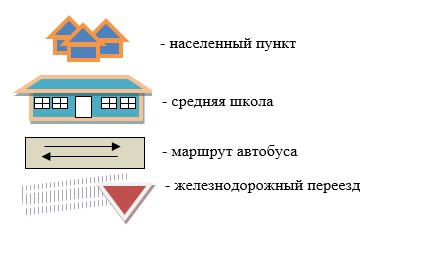 - населенный пункт
- средняя школа
- маршрут автобуса
- железнодорожный переезд